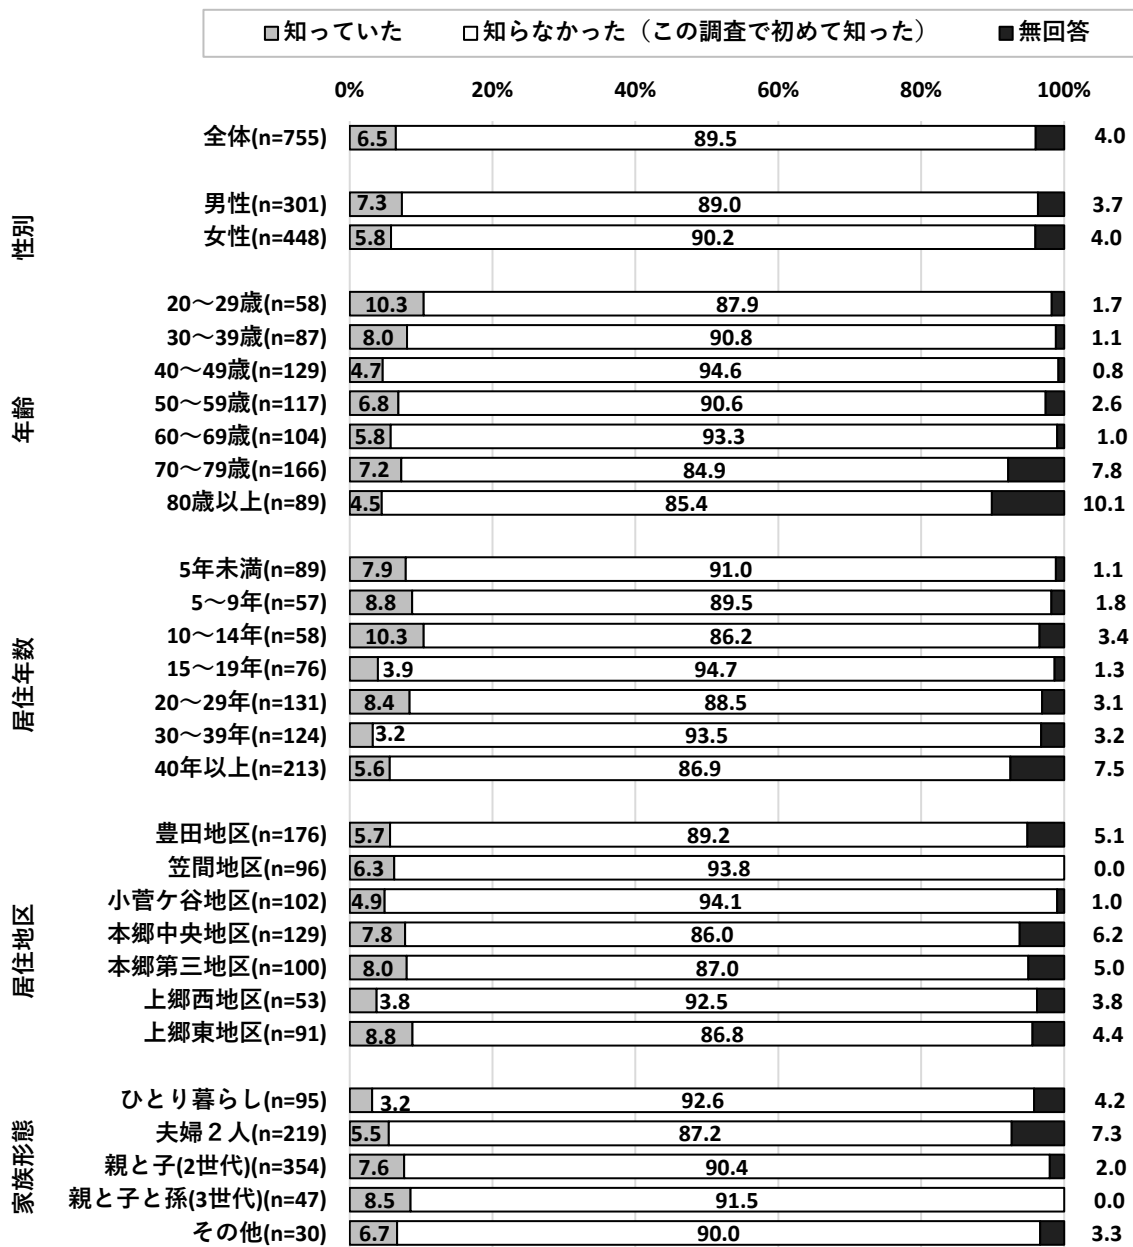 ■知っていた □知らなかった（この調査で初めて知った） ■無回答
0% 20% 40% 60% 80% 100%
全体(n=755) 6.5 89.5 4.0
性別
男性(n=301) 7.3 89.0 3.7
女性(n=448) 5.8 90.2 4.0
年齢
20～29歳(n=58) 10.3 87.9 1.7
30～39歳(n=87) 8.0 90.8 1.1
40～49歳(n=129) 4.7 94.6 0.8
50～59歳(n=117) 6.8 90.6 2.6
60～69歳(n=104) 5.8 93.3 1.0
70～79歳(n=166) 7.2 84.9 7.8
80歳以上(n=89) 4.5 85.4 10.1
居住年数
5年未満(n=89) 7.9 91.0 1.1
5～9年(n=57) 8.8 89.5 1.8
10～14年(n=58) 10.3 86.2 3.4
15～19年(n=76) 3.9 94.7 1.3
20～29年(n=131) 8.4 88.5 3.1
30～39年(n=124) 3.2 93.5 3.2
40年以上(n=213) 5.6 86.9 7.5
居住地区
豊田地区(n=176) 5.7 89.2 5.1
笠間地区(n=96) 6.3 93.8 0.0
小菅ケ谷地区(n=102) 4.9 94.1 1.0
本郷中央地区(n=129) 7.8 86.0 6.2
本郷第三地区(n=100) 8.0 87.0 5.0
上郷西地区(n=53) 3.8 92.5 3.8
上郷東地区(n=91) 8.8 86.8 4.4
家族形態
ひとり暮らし(n=95) 3.2 92.6 4.2
夫婦２人(n=219) 5.5 87.2 7.3
親と子(2世代)(n=354) 7.6 90.4 2.0
親と子と孫(3世代)(n=47) 8.5 91.5 0.0
その他(n=30) 6.7 90.0 3.3